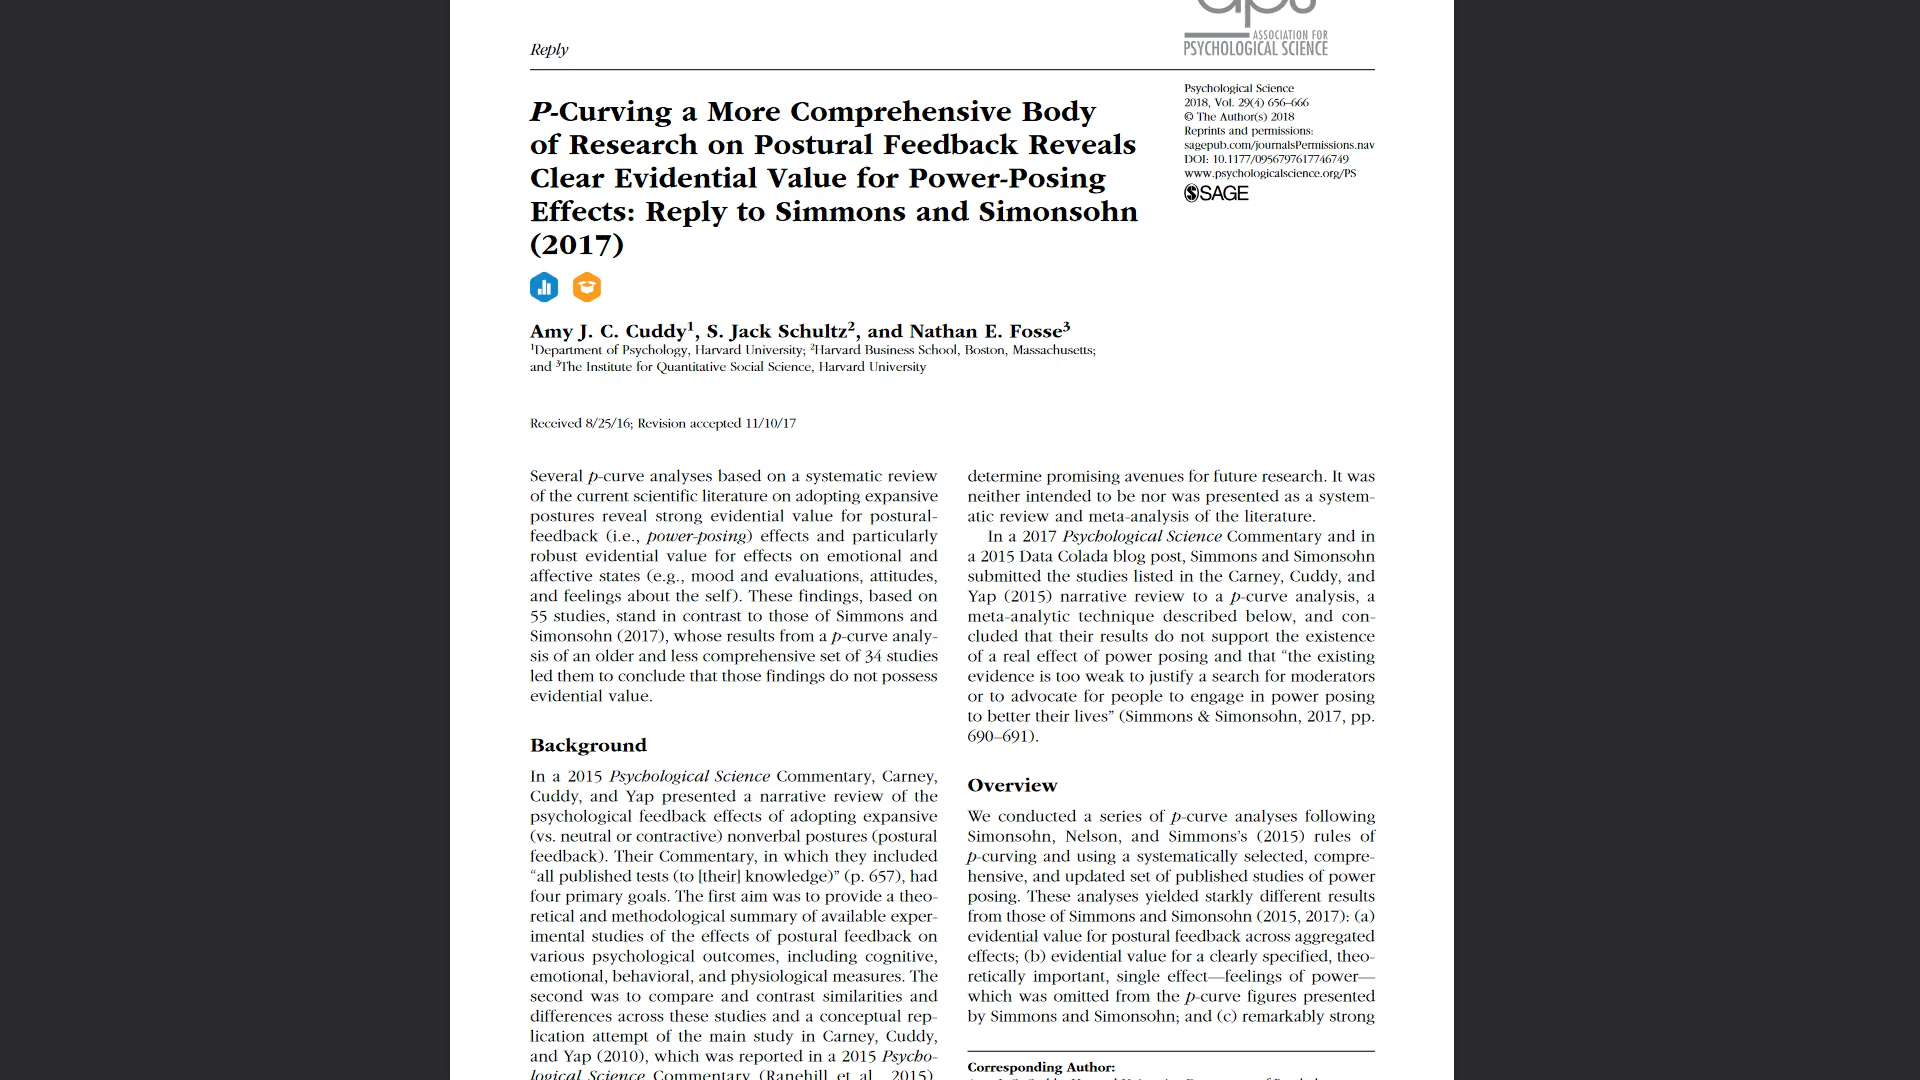 Reply
ASSOCIATION FOR
PSYCHOLOGICAL SCIENCE
P-Curving a More Comprehensive Body
of Research on Postural Feedback Reveals
Clear Evidential Value for Power-Posing
Effects: Reply to Simmons and Simonsohn
(2017)
Psychological Science
2018, Vol. 29(4) 656–666
© The Author(s) 2018
Reprints and permissions:
sagepub.com/journalsPermissions.nav
DOI: 10.1177/0956797617746749
www.psychologicalscience.org/PS
SAGE
Amy J. C. Cuddy1, S. Jack Schultz2, and Nathan E. Fosse3
1Department of Psychology, Harvard University; 2Harvard Business School, Boston, Massachusetts;
and 3The Institute for Quantitative Social Science, Harvard University
Received 8/25/16; Revision accepted 11/10/17
Several p-curve analyses based on a systematic review
of the current scientific literature on adopting expansive
postures reveal strong evidential value for postural-
feedback (i.e., power-posing) effects and particularly
robust evidential value for effects on emotional and
affective states (e.g., mood and evaluations, attitudes,
and feelings about the self). These findings, based on
55 studies, stand in contrast to those of Simmons and
Simonsohn (2017), whose results from a p-curve analy-
sis of an older and less comprehensive set of 34 studies
led them to conclude that those findings do not possess
evidential value.
Background
In a 2015 Psychological Science Commentary, Carney,
Cuddy, and Yap presented a narrative review of the
psychological feedback effects of adopting expansive
(vs. neutral or contractive) nonverbal postures (postural
feedback). Their Commentary, in which they included
“all published tests (to [their] knowledge)” (p. 657), had
four primary goals. The first aim was to provide a theo-
retical and methodological summary of available exper-
imental studies of the effects of postural feedback on
various psychological outcomes, including cognitive,
emotional, behavioral, and physiological measures. The
second was to compare and contrast similarities and
differences across these studies and a conceptual rep-
lication attempt of the main study in Carney, Cuddy,
and Yap (2010), which was reported in a 2015 Psycho-
logical Science Commentary (Ranehill et al., 2015).
determine promising avenues for future research. It was
neither intended to be nor was presented as a system-
atic review and meta-analysis of the literature.
In a 2017 Psychological Science Commentary and in
a 2015 Data Colada blog post, Simmons and Simonsohn
submitted the studies listed in the Carney, Cuddy, and
Yap (2015) narrative review to a p-curve analysis, a
meta-analytic technique described below, and con-
cluded that their results do not support the existence
of a real effect of power posing and that “the existing
evidence is too weak to justify a search for moderators
or to advocate for people to engage in power posing
to better their lives” (Simmons & Simonsohn, 2017, pp.
690–691).
Overview
We conducted a series of p-curve analyses following
Simonsohn, Nelson, and Simmons’s (2015) rules of
p-curving and using a systematically selected, compre-
hensive, and updated set of published studies of power
posing. These analyses yielded starkly different results
from those of Simmons and Simonsohn (2015, 2017): (a)
evidential value for postural feedback across aggregated
effects; (b) evidential value for a clearly specified, theo-
retically important, single effect—feelings of power—
which was omitted from the p-curve figures presented
by Simmons and Simonsohn; and (c) remarkably strong
Corresponding Author: